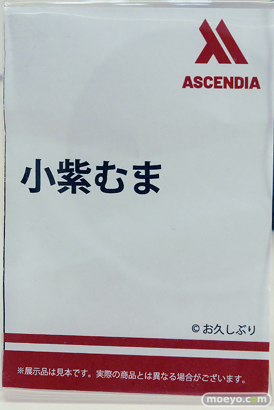 ASCENDIA
小紫むま
© お久しぶり
※展示品は見本です。実際の商品とは異なる場合がございます。
moeyo.com